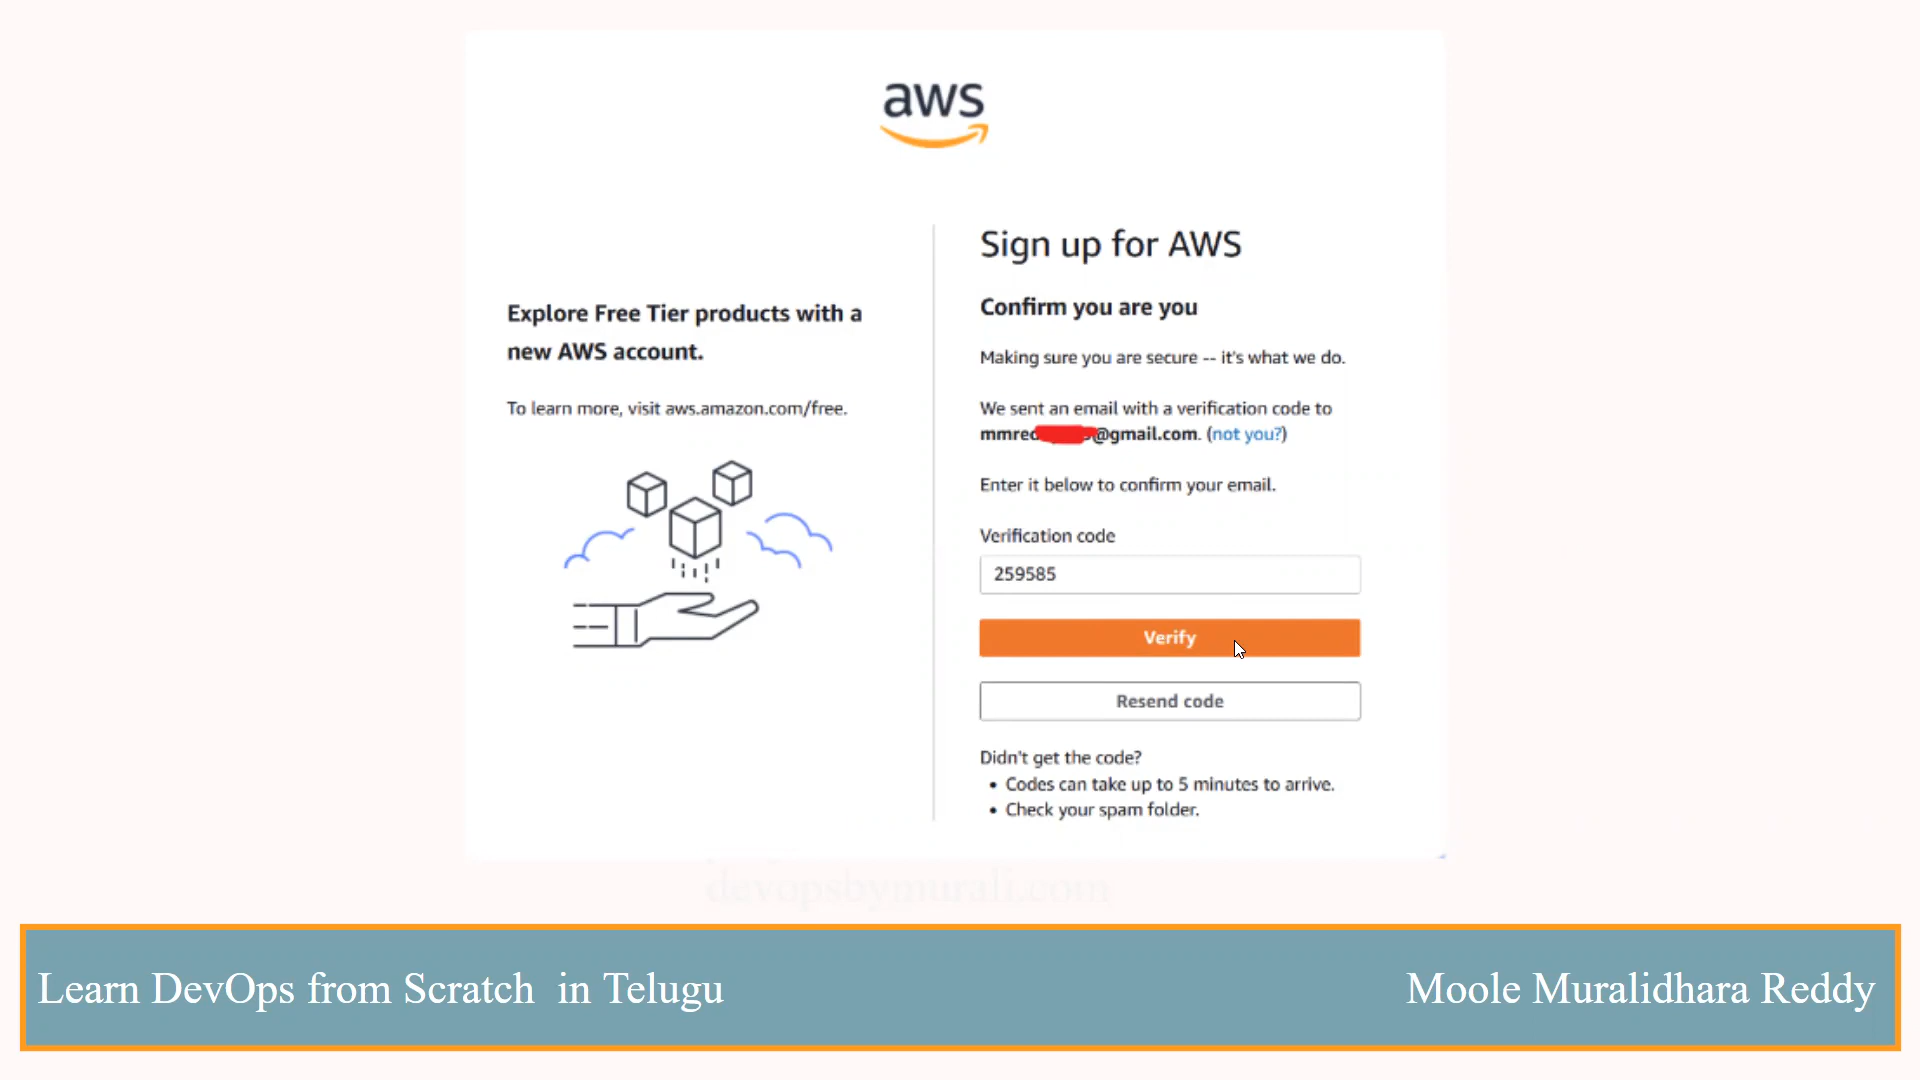 aws
Explore Free Tier products with a
new AWS account.
To learn more, visit aws.amazon.com/free.
Sign up for AWS
Confirm you are you
Making sure you are secure -- it's what we do.
We sent an email with a verification code to
mmred @gmail.com. (not you?)
Enter it below to confirm your email.
Verification code
259585
Verify
Resend code
Didn't get the code?
• Codes can take up to 5 minutes to arrive.
• Check your spam folder.
devopsbymurali.com
Learn DevOps from Scratch in Telugu
Moole Muralidhara Reddy